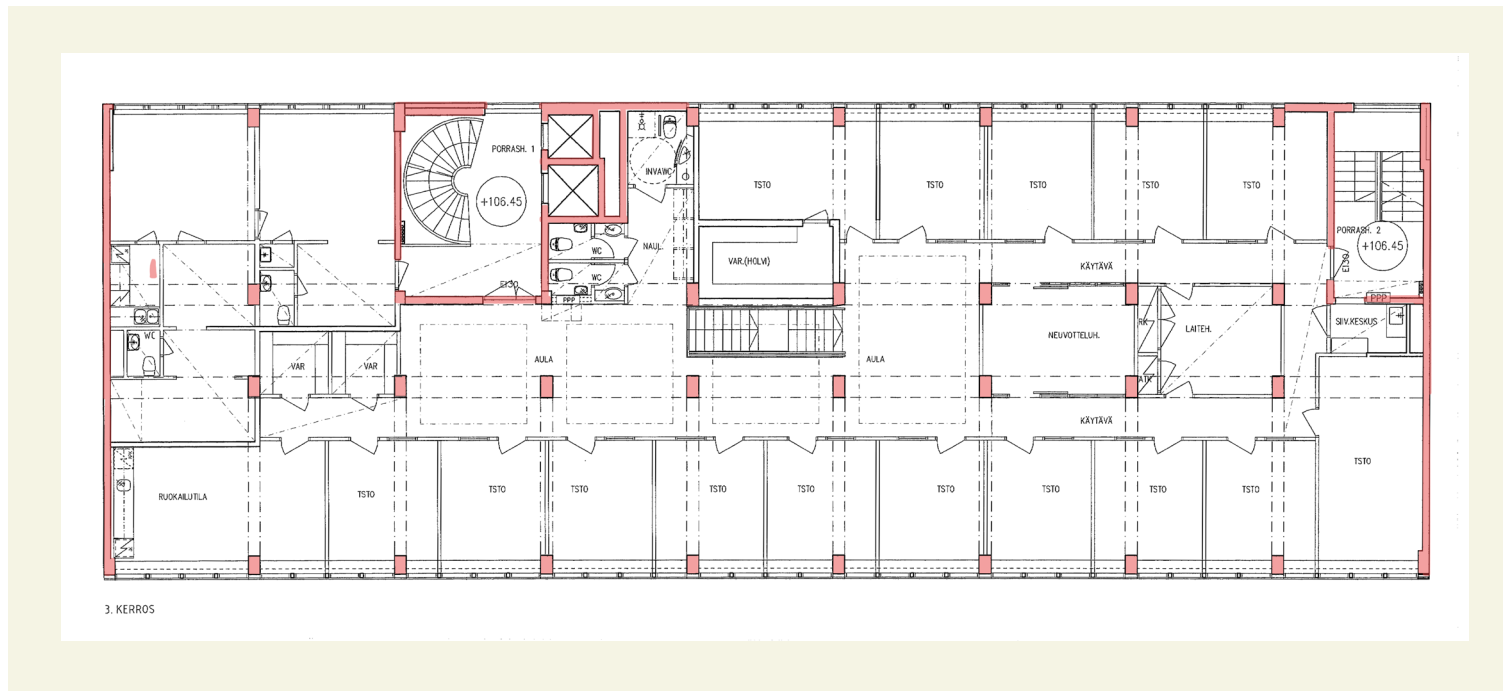 PORRASH. 1
+106.45
INVAWC
TSTO
TSTO
TSTO
TSTO
TSTO
PORRASH. 2
+106.45
EI30
WC
NAUL.
WC
VAR.(HOLVI)
KÄYTÄVÄ
EI30
PPP
PPP
WC
RK
LAITEH.
SIIV.KESKUS
NEUVOTTELUH.
VAR
VAR
AULA
AULA
ATK
KÄYTÄVÄ
TSTO
RUOKAILUTILA
TSTO
TSTO
TSTO
TSTO
TSTO
TSTO
TSTO
TSTO
TSTO
3. KERROS